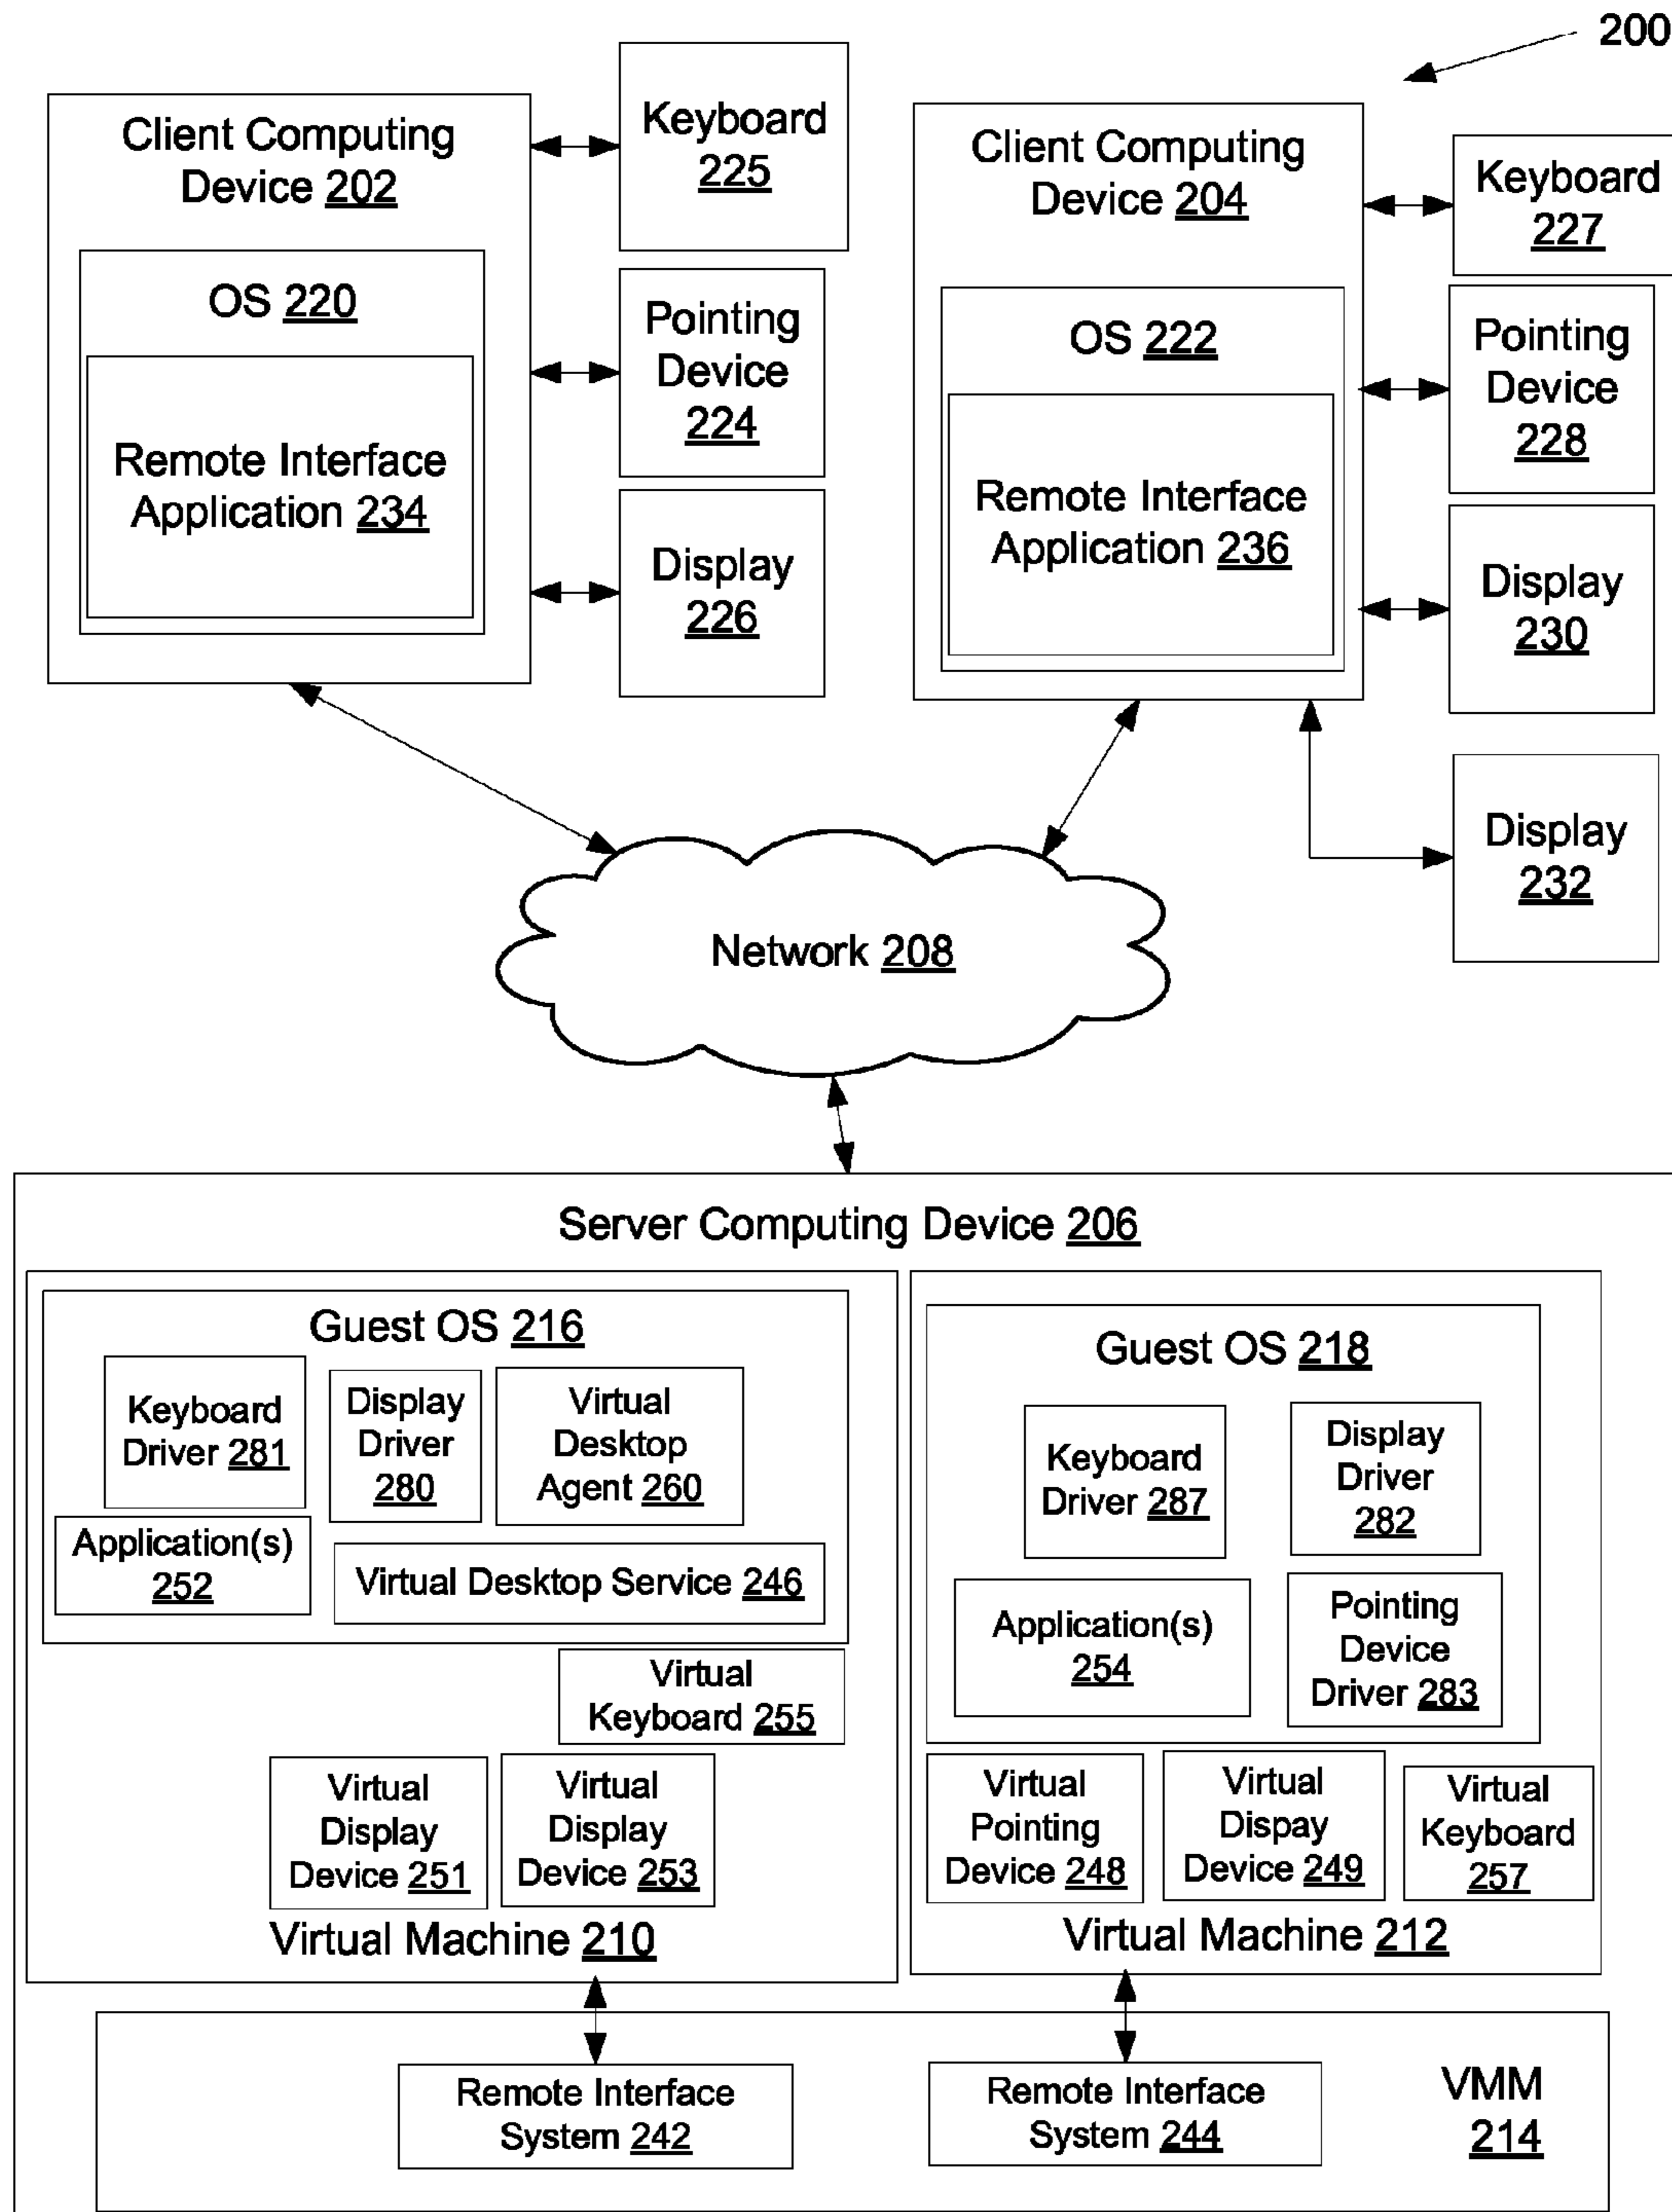 200
Client Computing
Device 202
OS 220
Remote Interface
Application 234
Keyboard
225
Pointing
Device
224
Display
226
Client Computing
Device 204
OS 222
Remote Interface
Application 236
Keyboard
227
Pointing
Device
228
Display
230
Display
232
Network 208
Server Computing Device 206
Guest OS 216
Keyboard
Driver 281
Display
Driver
280
Virtual
Desktop
Agent 260
Application(s)
252
Virtual Desktop Service 246
Virtual
Keyboard 255
Virtual
Display
Device 251
Virtual
Display
Device 253
Virtual Machine 210
Guest OS 218
Keyboard
Driver 287
Display
Driver
282
Application(s)
254
Pointing
Device
Driver 283
Virtual
Pointing
Device 248
Virtual
Dispay
Device 249
Virtual
Keyboard
257
Virtual Machine 212
Remote Interface
System 242
Remote Interface
System 244
VMM
214